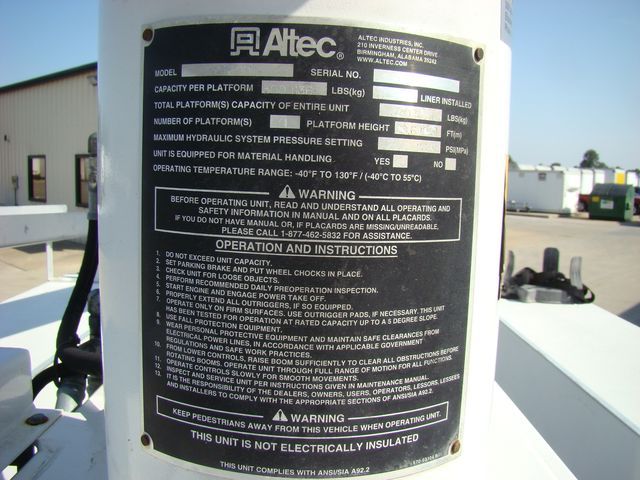 Altec
ALTEC INDUSTRIES, INC.
210 INVERNESS CENTER DRIVE
BIRMINGHAM, ALABAMA 35242
WWW.ALTEC.COM
MODEL SERIAL NO.
CAPACITY PER PLATFORM LBS(kg) LINER INSTALLED
TOTAL PLATFORM(S) CAPACITY OF ENTIRE UNIT LBS(kg)
NUMBER OF PLATFORM(S) 1 PLATFORM HEIGHT FT(m)
MAXIMUM HYDRAULIC SYSTEM PRESSURE SETTING PSI(MPa)
UNIT IS EQUIPPED FOR MATERIAL HANDLING YES NO
OPERATING TEMPERATURE RANGE: -40°F TO 130°F / (-40°C TO 55°C)
WARNING
BEFORE OPERATING UNIT, READ AND UNDERSTAND ALL OPERATING AND
SAFETY INFORMATION IN MANUAL AND ON ALL PLACARDS.
IF YOU DO NOT HAVE MANUAL OR, IF PLACARDS ARE MISSING/UNREADABLE,
PLEASE CALL 1-877-462-5832 FOR ASSISTANCE.
OPERATION AND INSTRUCTIONS
1. DO NOT EXCEED UNIT CAPACITY.
2. SET PARKING BRAKE AND PUT WHEEL CHOCKS IN PLACE.
3. CHECK UNIT FOR LOOSE OBJECTS.
4. PERFORM RECOMMENDED DAILY PREOPERATION INSPECTION.
5. START ENGINE AND ENGAGE POWER TAKE OFF.
6. PROPERLY EXTEND ALL OUTRIGGERS, IF SO EQUIPPED.
7. OPERATE ONLY ON FIRM SURFACES. USE OUTRIGGER PADS, IF NECESSARY. THIS UNIT
HAS BEEN TESTED FOR OPERATION AT RATED CAPACITY UP TO A 5 DEGREE SLOPE.
8. USE FALL PROTECTION EQUIPMENT.
9. WEAR PERSONAL PROTECTIVE EQUIPMENT AND MAINTAIN SAFE CLEARANCES FROM
ELECTRICAL POWER LINES, IN ACCORDANCE WITH APPLICABLE GOVERNMENT
REGULATIONS AND SAFE WORK PRACTICES.
10. FROM LOWER CONTROLS, RAISE BOOM SUFFICIENTLY TO CLEAR ALL OBSTRUCTIONS BEFORE
ROTATING BOOMS. OPERATE UNIT THROUGH FULL RANGE OF MOTION FOR ALL FUNCTIONS.
11. OPERATE CONTROLS SLOWLY FOR SMOOTH MOVEMENTS.
12. INSPECT AND SERVICE UNIT PER INSTRUCTIONS GIVEN IN MAINTENANCE MANUAL.
13. IT IS THE RESPONSIBILITY OF THE DEALERS, OWNERS, USERS, OPERATORS, LESSORS, LESSEES
AND INSTALLERS TO COMPLY WITH THE APPROPRIATE SECTIONS OF ANSI/SIA A92.2.
WARNING
KEEP PEDESTRIANS AWAY FROM THIS VEHICLE WHEN OPERATING UNIT.
THIS UNIT IS NOT ELECTRICALLY INSULATED
THIS UNIT COMPLIES WITH ANSI/SIA A92.2